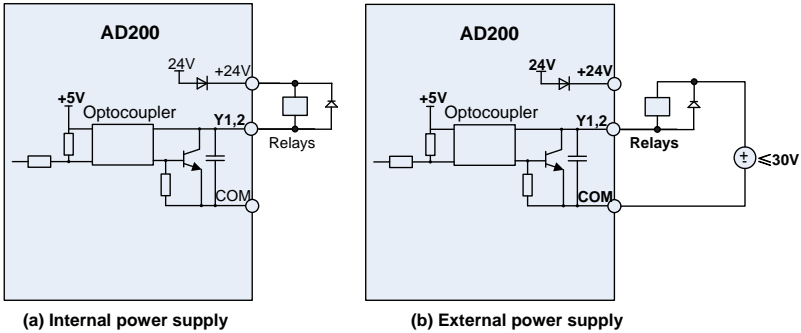 AD200
24V
+24V
+5V
Optocoupler
Y1,2
Relays
COM
(a) Internal power supply
AD200
24V
+24V
+5V
Optocoupler
Y1,2
Relays
COM
±
≤30V
(b) External power supply